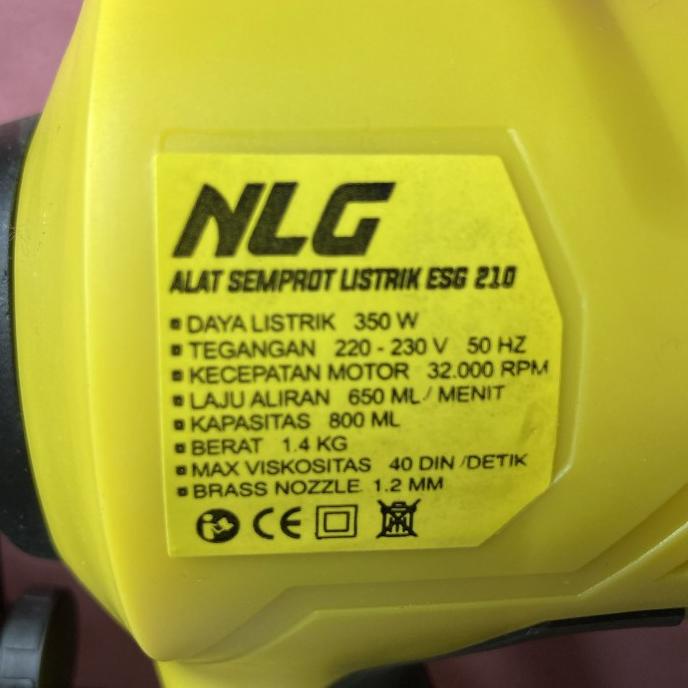 NLG
ALAT SEMPROT LISTRIK ESG 210
DAYA LISTRIK 350 W
TEGANGAN 220 - 230 V 50 HZ
KECEPATAN MOTOR 32.000 RPM
LAJU ALIRAN 650 ML / MENIT
KAPASITAS 800 ML
BERAT 1.4 KG
MAX VISKOSITAS 40 DIN /DETIK
BRASS NOZZLE 1.2 MM
CE